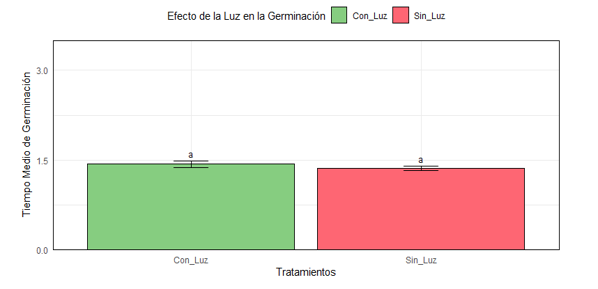 Efecto de la Luz en la Germinación Con_Luz Sin_Luz
Tiempo Medio de Germinación
3.0
1.5
0.0
a
a
Con_Luz Sin_Luz
Tratamientos